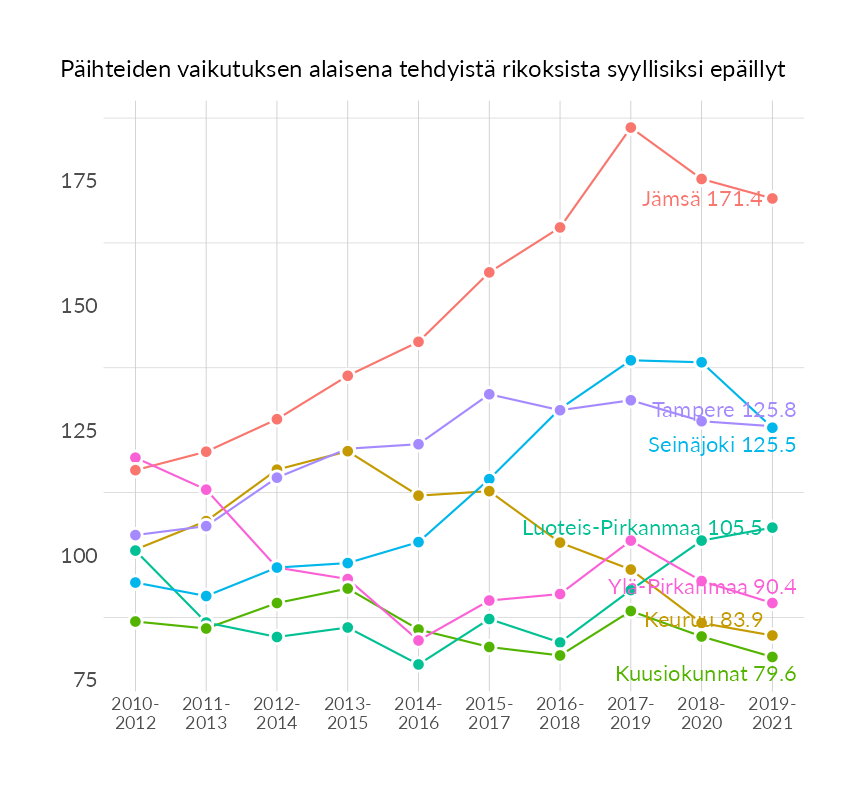 Päihteiden vaikutuksen alaisena tehdyistä rikoksista syyllisiksi epäillyt
175
150
125
100
75
Jämsä 171.4
Tampere 125.8
Seinäjoki 125.5
Luoteis-Pirkanmaa 105.5
Ylä-Pirkanmaa 90.4
Keuruu 83.9
Kuusiokunnat 79.6
2010- 2011- 2012- 2013- 2014- 2015- 2016- 2017- 2018- 2019-
2012 2013 2014 2015 2016 2017 2018 2019 2020 2021